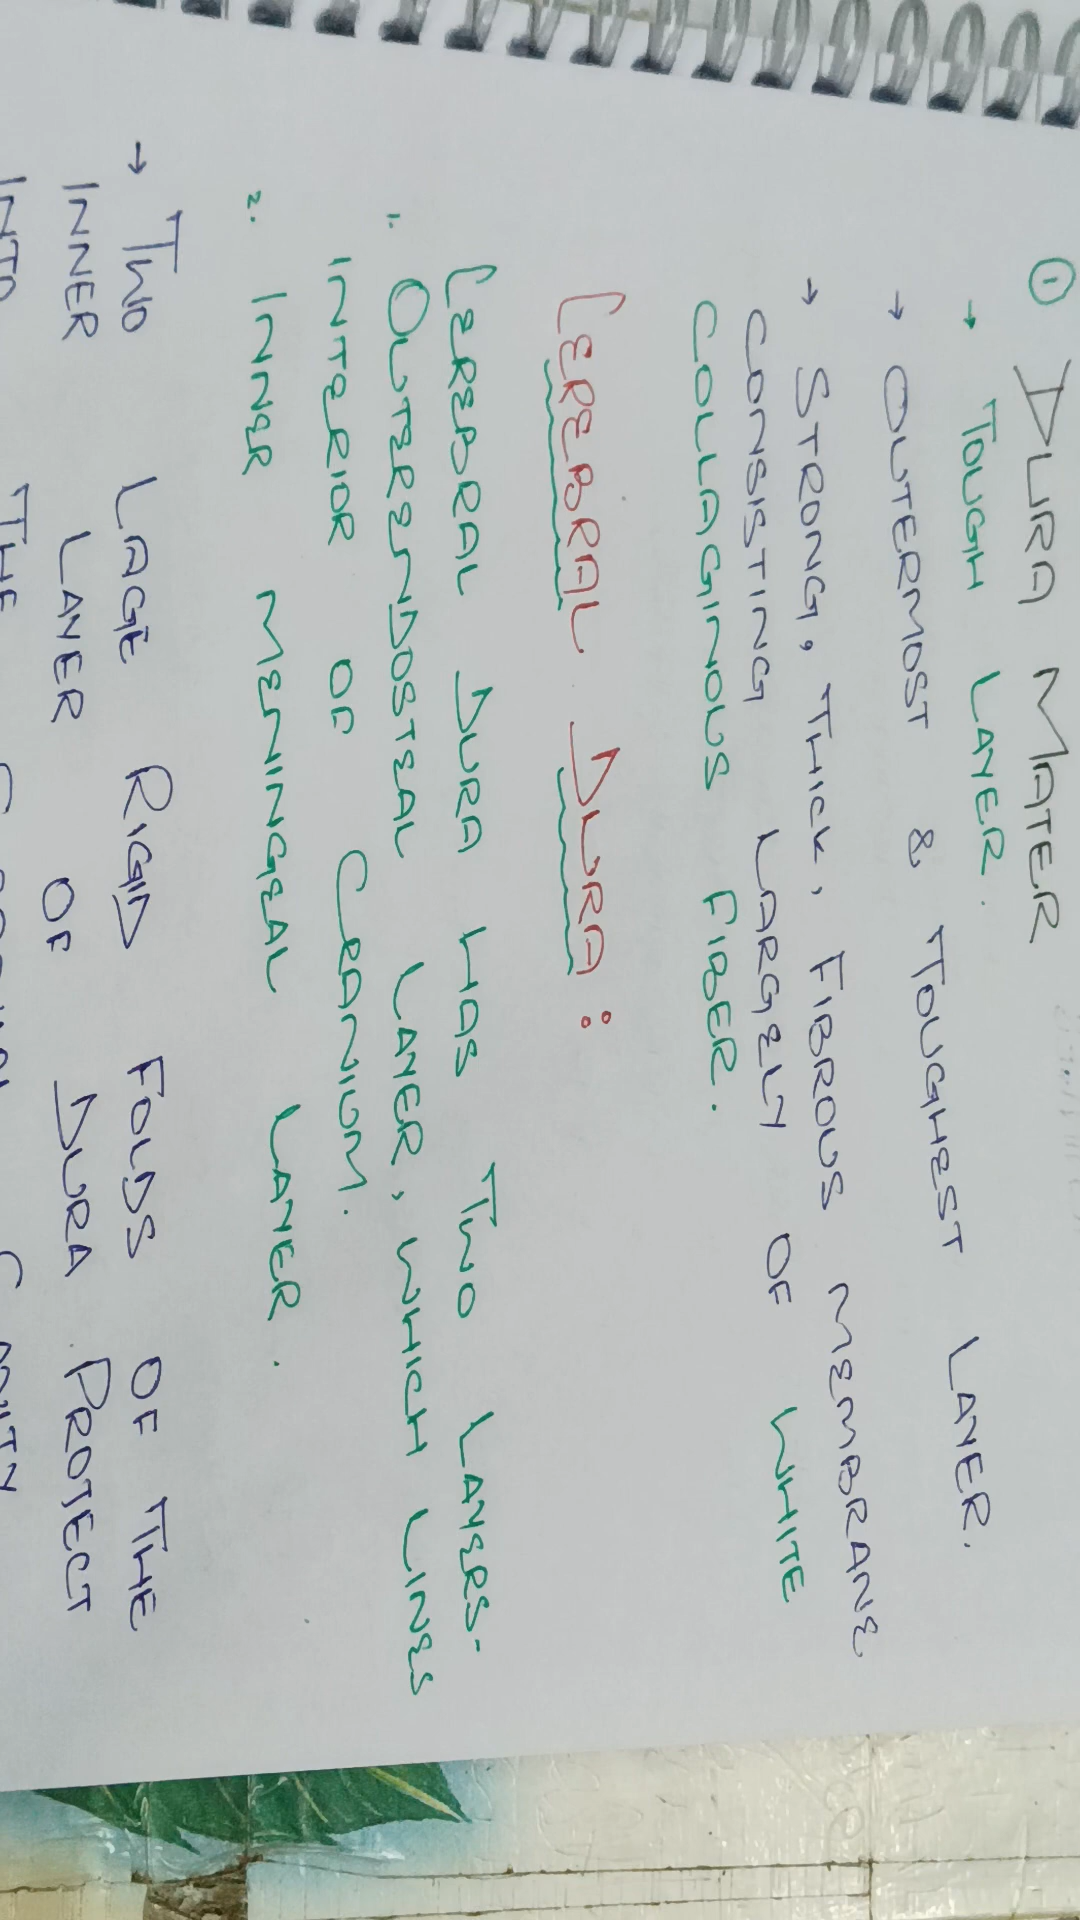 ① DURA MATER
→ TOUGH LAYER.
→ OUTERMOST & TOUGHEST LAYER.
→ STRONG, THICK, FIBROUS MEMBRANE
CONSISTING LARGELY OF WHITE
COLLAGINOUS FIBER.
CEREBRAL DURA:
CEREBRAL DURA HAS TWO LAYERS-
1. OUTERENDOSTEAL LAYER, WHICH LINES
INTERIOR OF CRANIUM.
2. INNER MENINGEAL LAYER.
→ TWO LAGE RIGID FOLDS OF THE
INNER LAYER OF DURA PROTECT
INTO THE